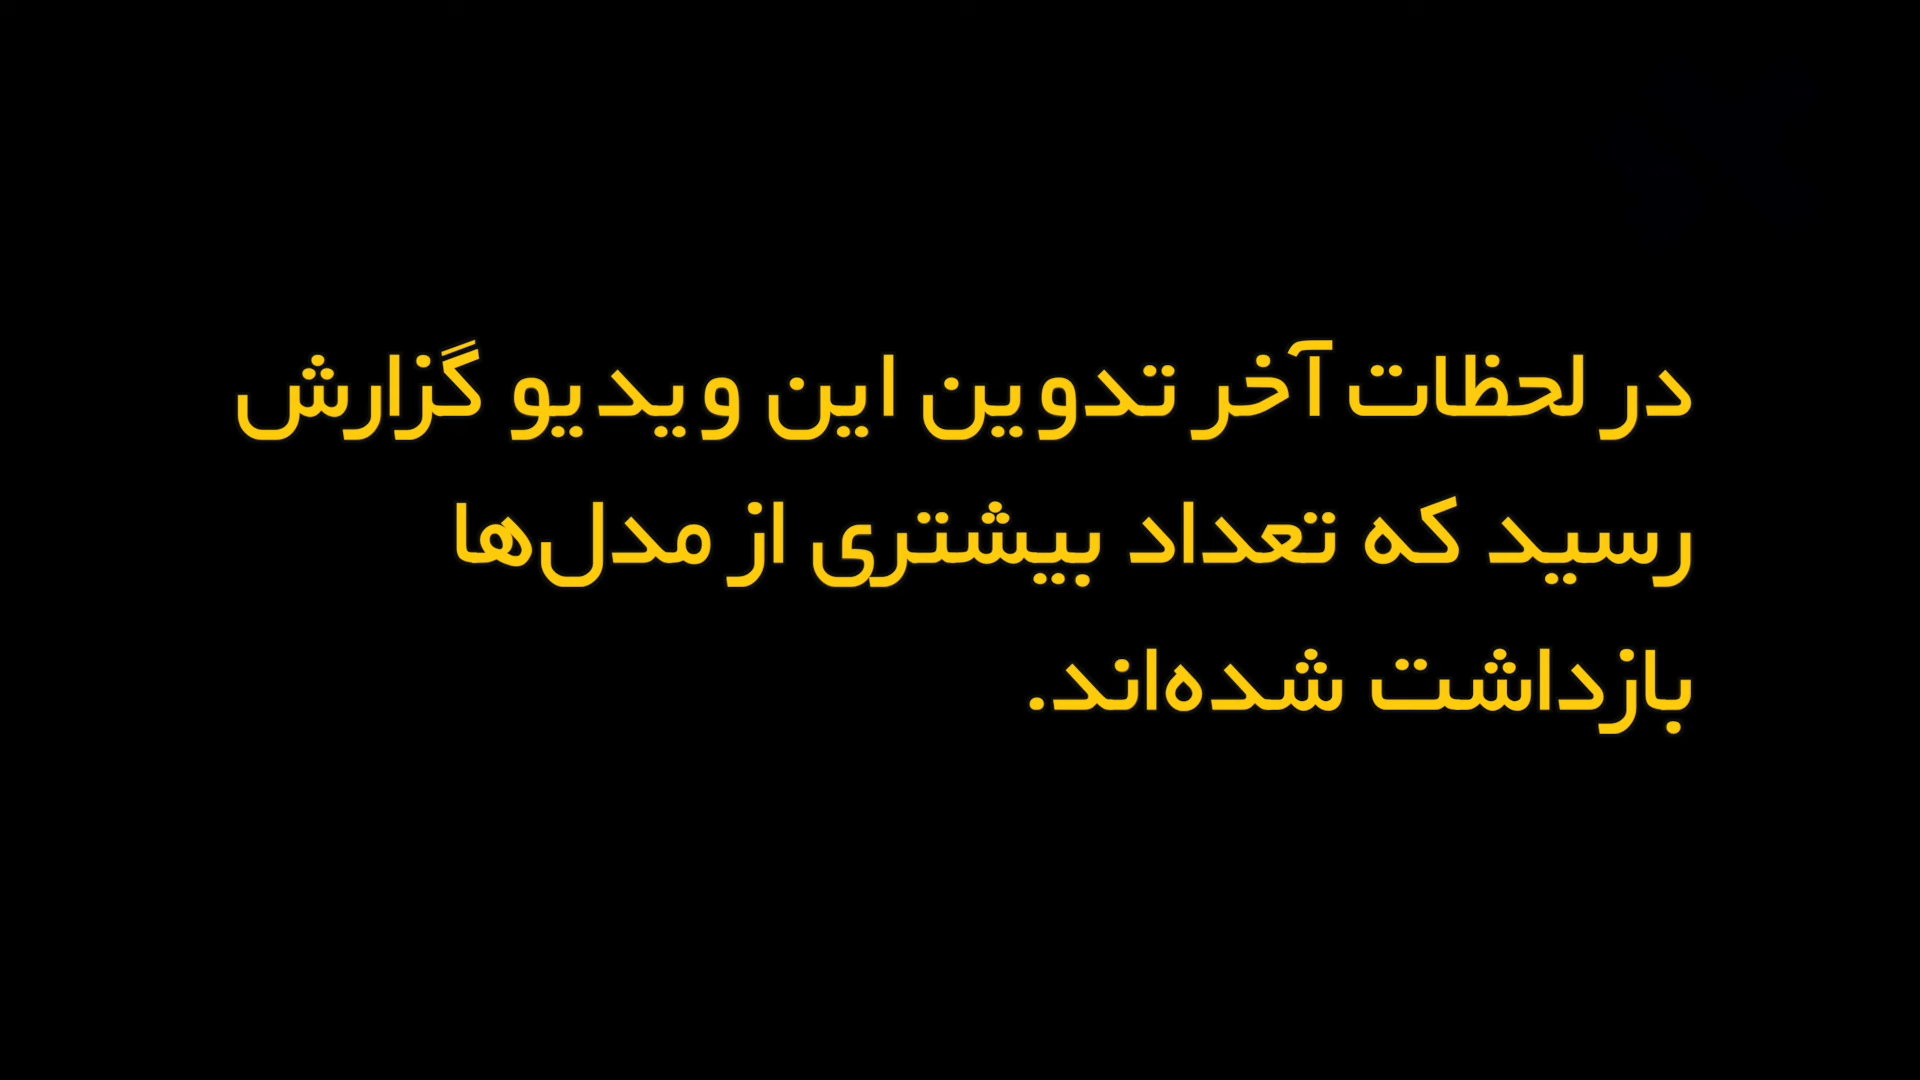 در لحظات آخر تدوین این ویدیو گزارش
رسید که تعداد بیشتری از مدل‌ها
بازداشت شده‌اند.